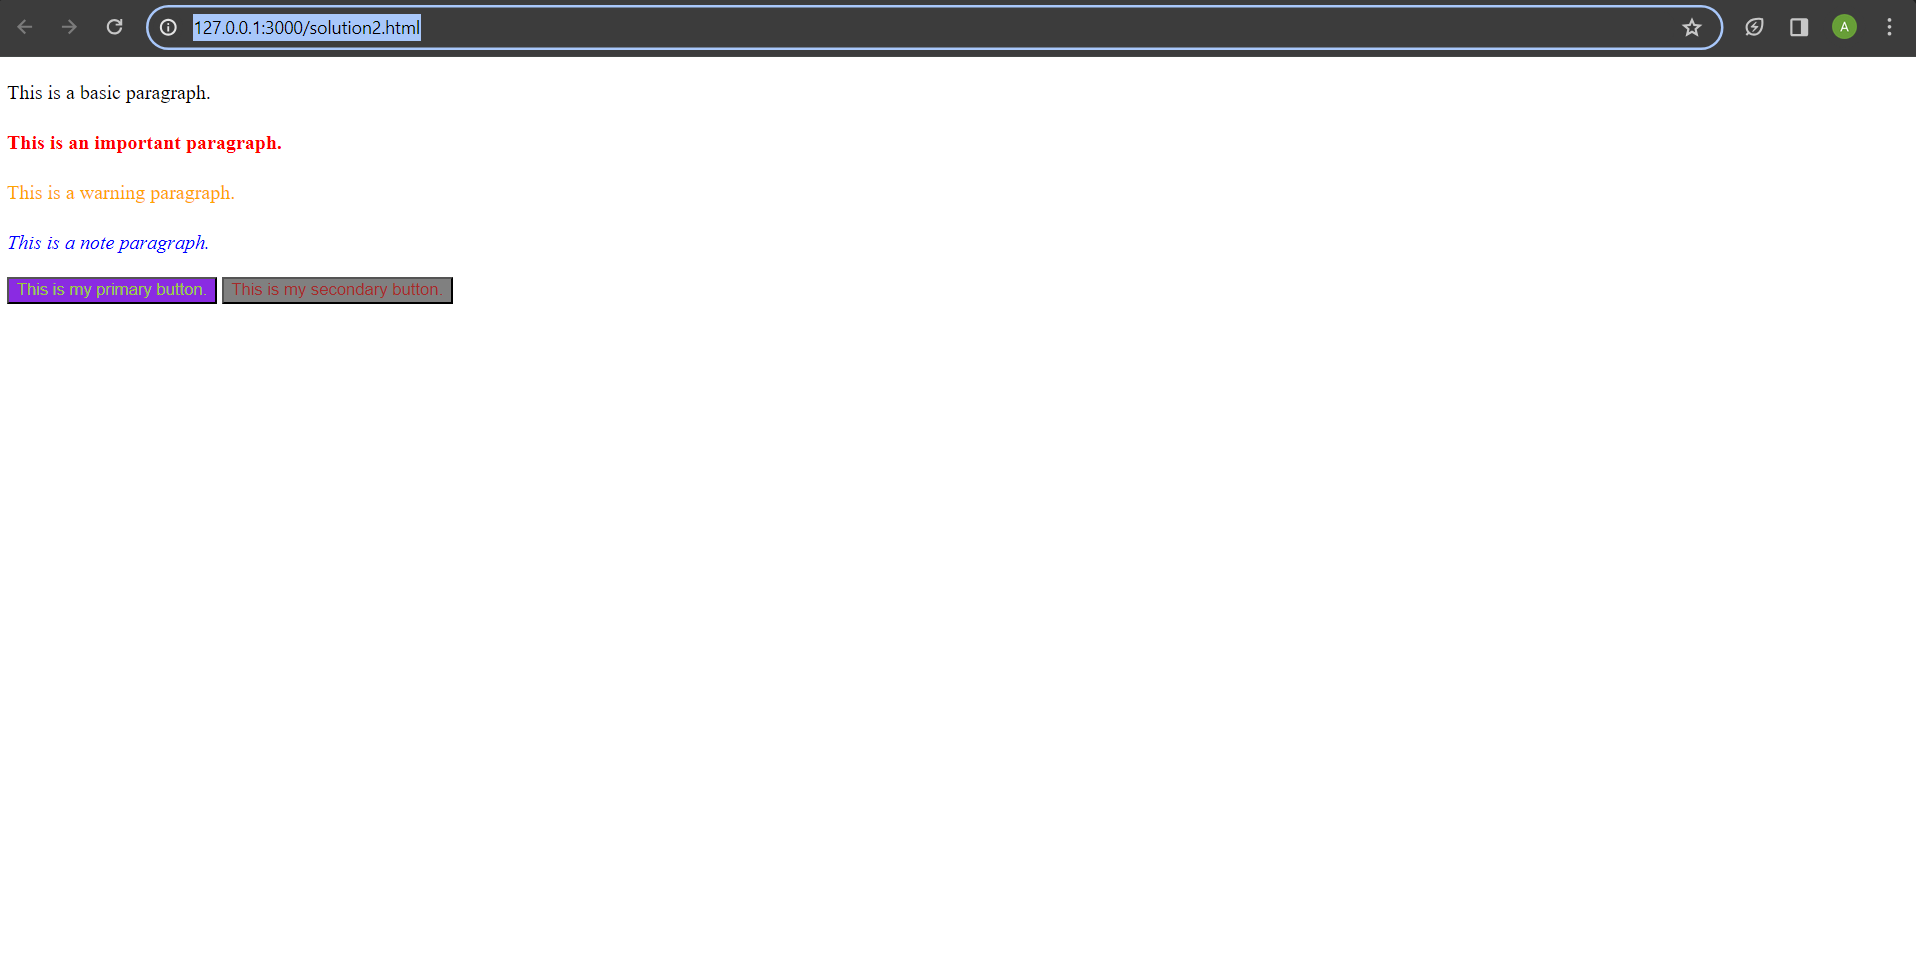 127.0.0.1:3000/solution2.html
A
This is a basic paragraph.
This is an important paragraph.
This is a warning paragraph.
This is a note paragraph.
This is my primary button. This is my secondary button.